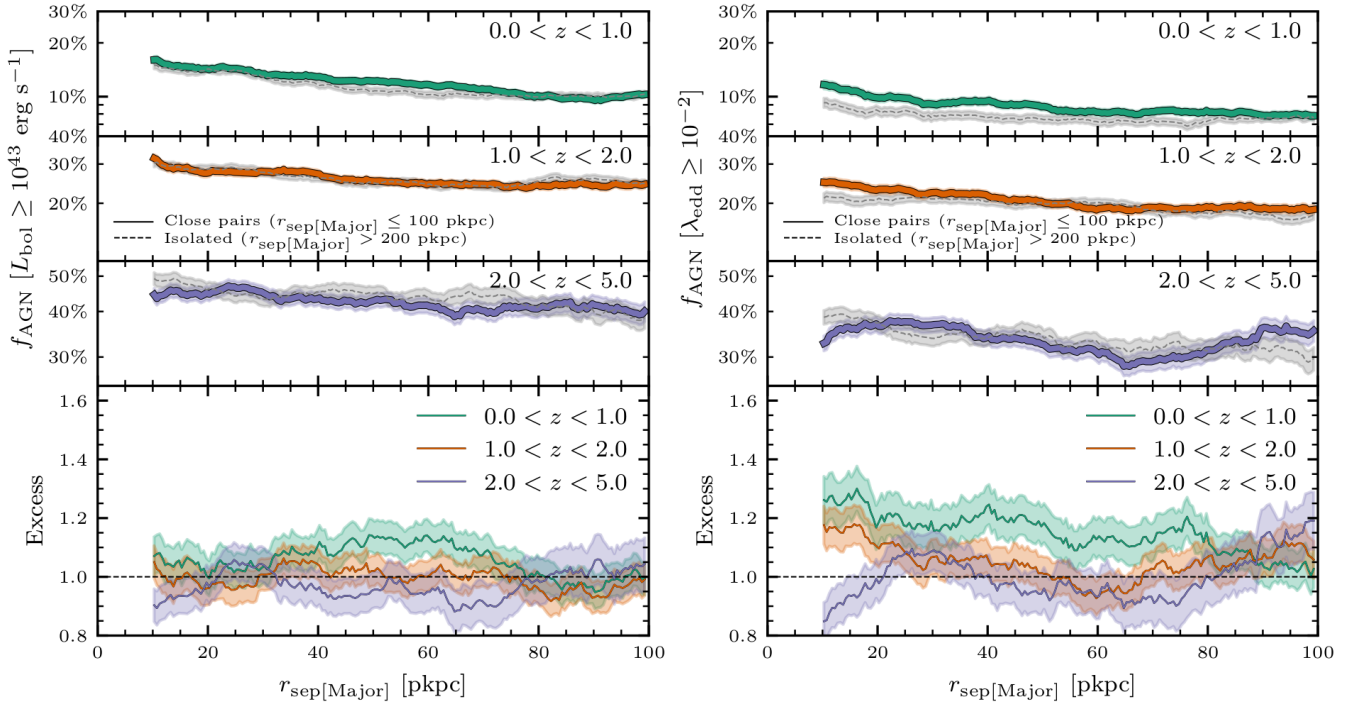 f_AGN [L_bol ≥ 10^43 erg s^−1]
30%
0.0 < z < 1.0
20%
10%
40%
1.0 < z < 2.0
30%
20%
Close pairs (r_sep[Major] ≤ 100 pkpc)
Isolated (r_sep[Major] > 200 pkpc)
50%
2.0 < z < 5.0
40%
30%
Excess
1.6
0.0 < z < 1.0
1.4
1.0 < z < 2.0
2.0 < z < 5.0
1.2
1.0
0.8
0 20 40 60 80 100
r_sep[Major] [pkpc]
f_AGN [λ_edd ≥ 10^−2]
30%
0.0 < z < 1.0
20%
10%
40%
1.0 < z < 2.0
30%
20%
Close pairs (r_sep[Major] ≤ 100 pkpc)
Isolated (r_sep[Major] > 200 pkpc)
50%
2.0 < z < 5.0
40%
30%
Excess
1.6
0.0 < z < 1.0
1.4
1.0 < z < 2.0
2.0 < z < 5.0
1.2
1.0
0.8
0 20 40 60 80 100
r_sep[Major] [pkpc]